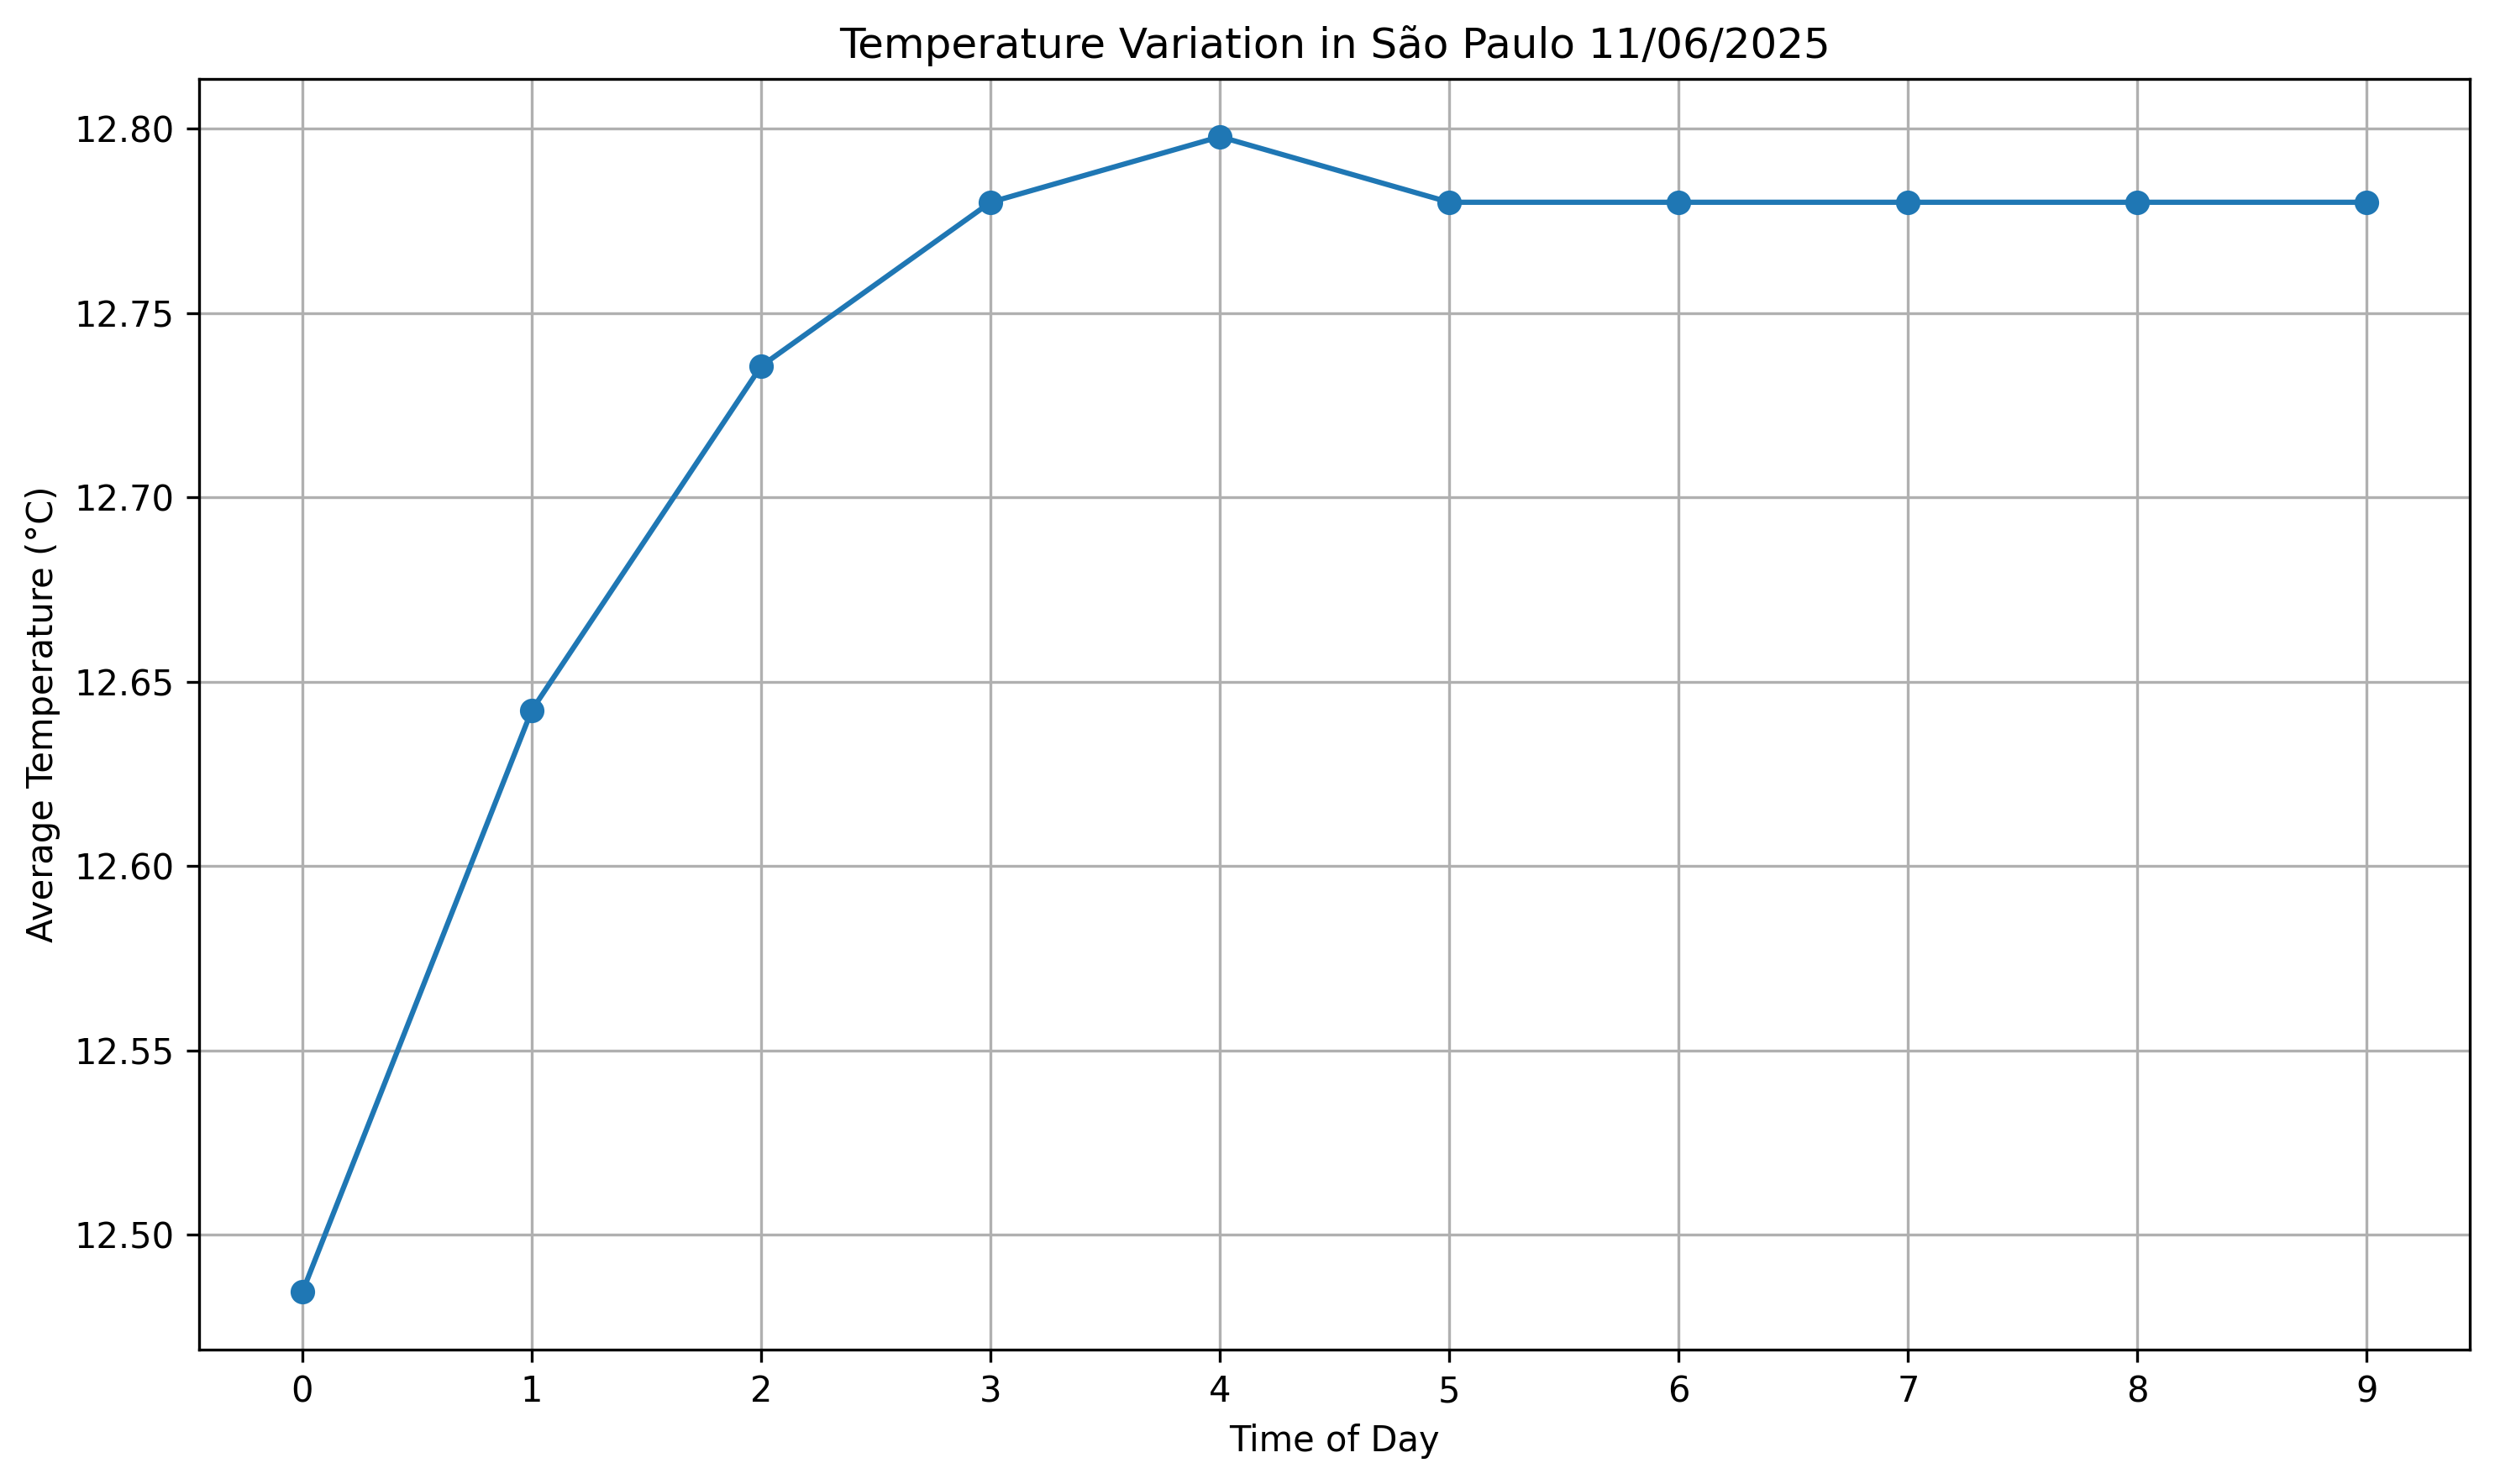 Temperature Variation in São Paulo 11/06/2025
12.80
12.75
12.70
12.65
12.60
12.55
12.50
Average Temperature (°C)
0 1 2 3 4 5 6 7 8 9
Time of Day